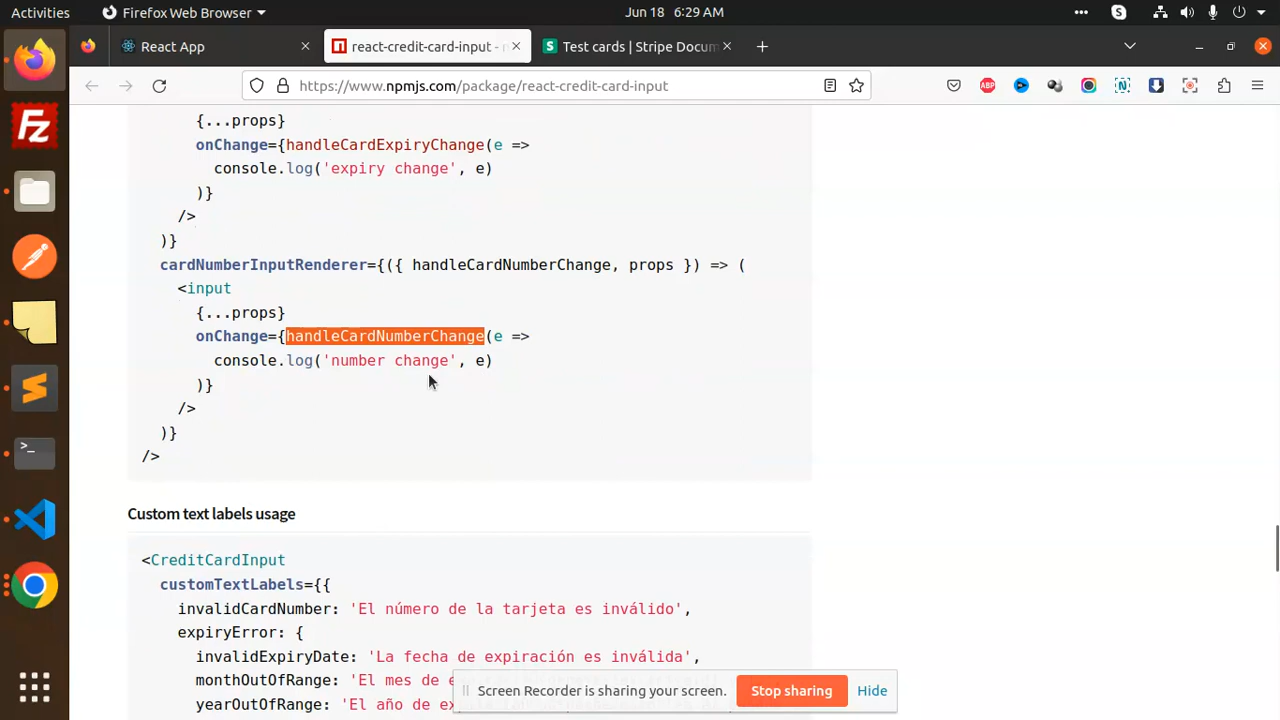 Activities
Firefox Web Browser
Jun 18 6:29 AM
React App
react-credit-card-input - n
Test cards | Stripe Docum
https://www.npmjs.com/package/react-credit-card-input
{...props}
onChange={handleCardExpiryChange(e =>
console.log('expiry change', e)
)}
/>
)}
cardNumberInputRenderer={({ handleCardNumberChange, props }) => (
<input
{...props}
onChange={handleCardNumberChange(e =>
console.log('number change', e)
)}
/>
)}
/>
Custom text labels usage
<CreditCardInput
customTextLabels={{
invalidCardNumber: 'El número de la tarjeta es inválido',
expiryError: {
invalidExpiryDate: 'La fecha de expiración es inválida',
monthOutOfRange: 'El mes de e
yearOutOfRange: 'El año de ex
Screen Recorder is sharing your screen.
Stop sharing
Hide